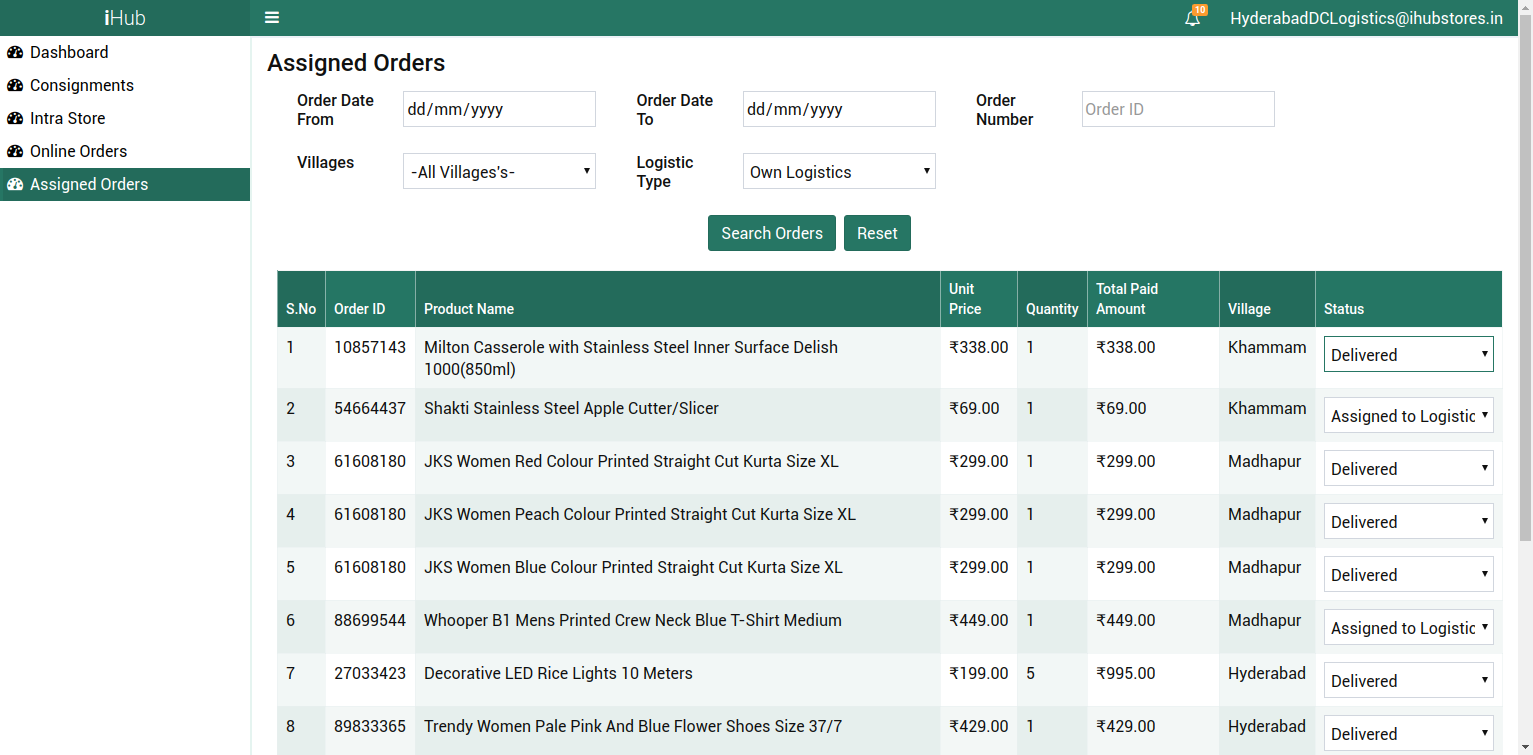 iHub
10
HyderabadDCLogistics@ihubstores.in
Dashboard
Consignments
Intra Store
Online Orders
Assigned Orders
Assigned Orders
Order Date From
dd/mm/yyyy
Order Date To
dd/mm/yyyy
Order Number
Order ID
Villages
-All Villages's-
Logistic Type
Own Logistics
Search Orders
Reset
S.No Order ID Product Name Unit Price Quantity Total Paid Amount Village Status
1 10857143 Milton Casserole with Stainless Steel Inner Surface Delish ₹338.00 1 ₹338.00 Khammam Delivered
1000(850ml)
2 54664437 Shakti Stainless Steel Apple Cutter/Slicer ₹69.00 1 ₹69.00 Khammam Assigned to Logistic
3 61608180 JKS Women Red Colour Printed Straight Cut Kurta Size XL ₹299.00 1 ₹299.00 Madhapur Delivered
4 61608180 JKS Women Peach Colour Printed Straight Cut Kurta Size XL ₹299.00 1 ₹299.00 Madhapur Delivered
5 61608180 JKS Women Blue Colour Printed Straight Cut Kurta Size XL ₹299.00 1 ₹299.00 Madhapur Delivered
6 88699544 Whooper B1 Mens Printed Crew Neck Blue T-Shirt Medium ₹449.00 1 ₹449.00 Madhapur Assigned to Logistic
7 27033423 Decorative LED Rice Lights 10 Meters ₹199.00 5 ₹995.00 Hyderabad Delivered
8 89833365 Trendy Women Pale Pink And Blue Flower Shoes Size 37/7 ₹429.00 1 ₹429.00 Hyderabad Delivered